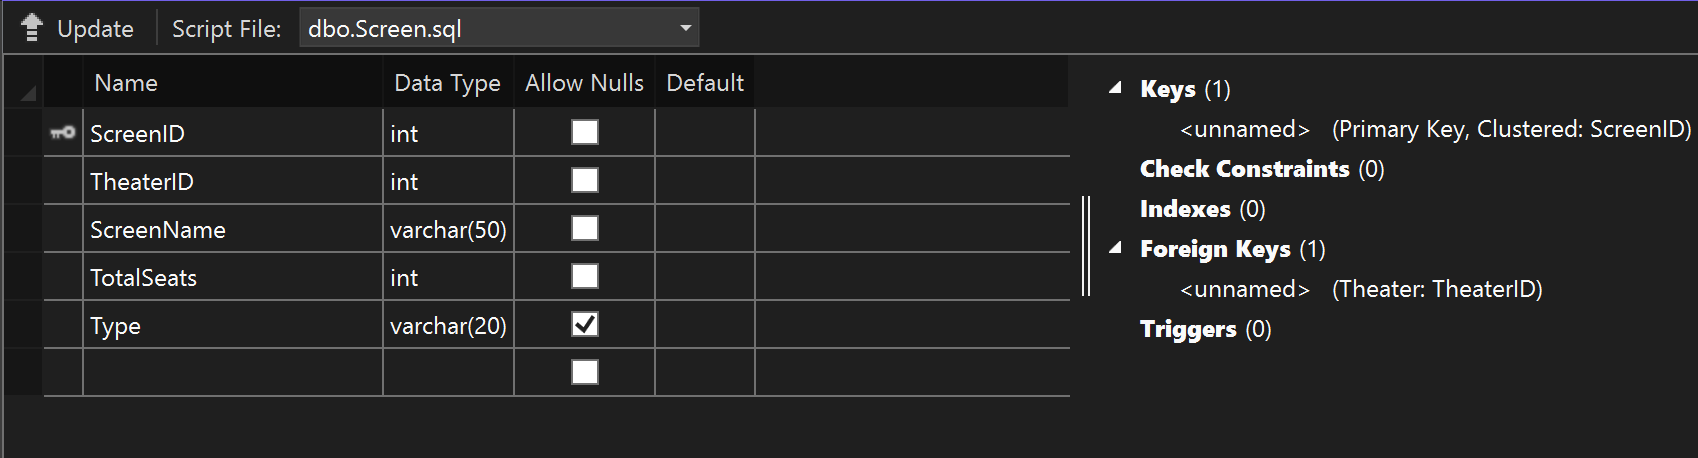 Update Script File: dbo.Screen.sql
Name Data Type Allow Nulls Default
ScreenID int
TheaterID int
ScreenName varchar(50)
TotalSeats int
Type varchar(20)
Keys (1)
<unnamed> (Primary Key, Clustered: ScreenID)
Check Constraints (0)
Indexes (0)
Foreign Keys (1)
<unnamed> (Theater: TheaterID)
Triggers (0)